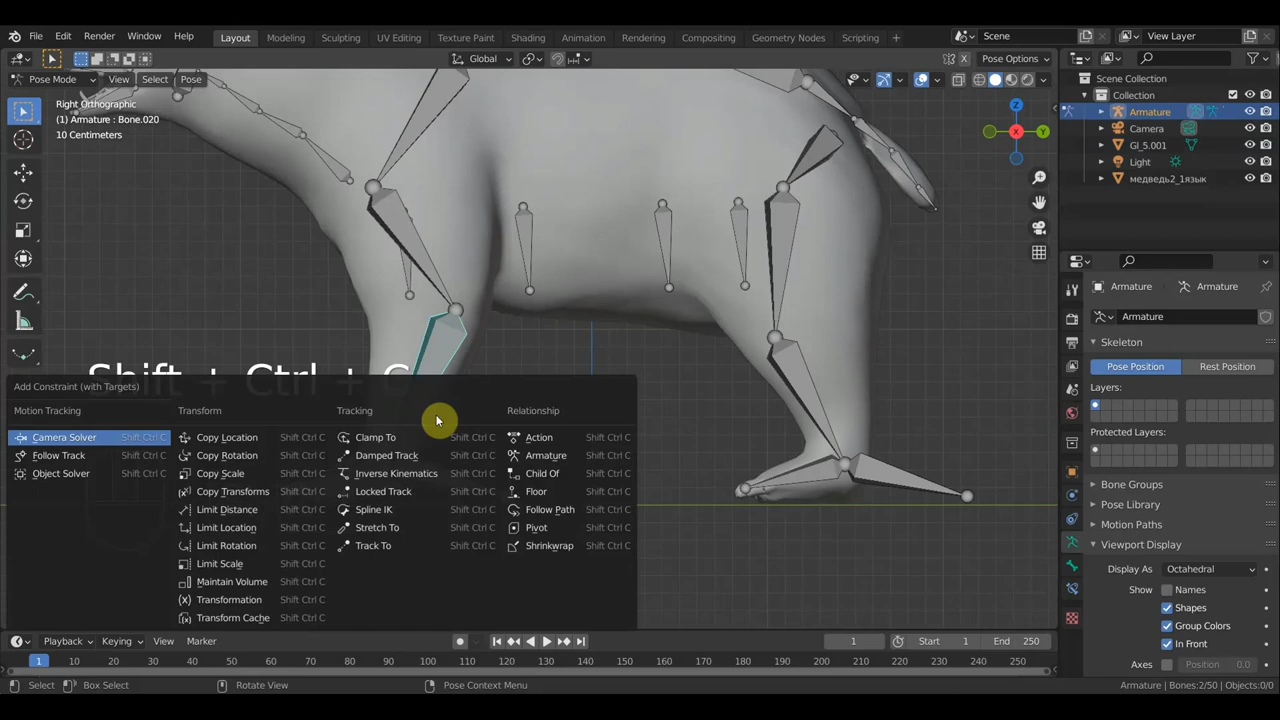 File Edit Render Window Help Layout Modeling Sculpting UV Editing Texture Paint Shading Animation Rendering Compositing Geometry Nodes Scripting + Scene View Layer
Global Pose Options
Pose Mode View Select Pose
Right Orthographic
(1) Armature : Bone.020
10 Centimeters
Z
Y
X
Scene Collection
Collection
Armature
Camera
Gl_5.001
Light
медведь2_1язык
Armature Armature
Armature
Skeleton
Pose Position Rest Position
Layers:
Protected Layers:
Bone Groups
Pose Library
Motion Paths
Viewport Display
Display As Octahedral
Show Names
Shapes
Group Colors
In Front
Axes Position 0.0
Shift + Ctrl + C
Add Constraint (with Targets)
Motion Tracking Transform Tracking Relationship
Camera Solver Shift Ctrl C Copy Location Shift Ctrl C Clamp To Shift Ctrl C Action Shift Ctrl C
Follow Track Shift Ctrl C Copy Rotation Shift Ctrl C Damped Track Shift Ctrl C Armature Shift Ctrl C
Object Solver Shift Ctrl C Copy Scale Shift Ctrl C Inverse Kinematics Shift Ctrl C Child Of Shift Ctrl C
Copy Transforms Shift Ctrl C Locked Track Shift Ctrl C Floor Shift Ctrl C
Limit Distance Shift Ctrl C Spline IK Shift Ctrl C Follow Path Shift Ctrl C
Limit Location Shift Ctrl C Stretch To Shift Ctrl C Pivot Shift Ctrl C
Limit Rotation Shift Ctrl C Track To Shift Ctrl C Shrinkwrap Shift Ctrl C
Limit Scale Shift Ctrl C
Maintain Volume Shift Ctrl C
Transformation Shift Ctrl C
Transform Cache Shift Ctrl C
Playback Keying View Marker 1 Start 1 End 250
1 10 20 30 40 50 60 70 80 90 100 110 120 130 140 150 160 170 180 190 200 210 220 230 240 250
Select Box Select Rotate View Pose Context Menu Armature | Bones:2/50 | Objects:0/0